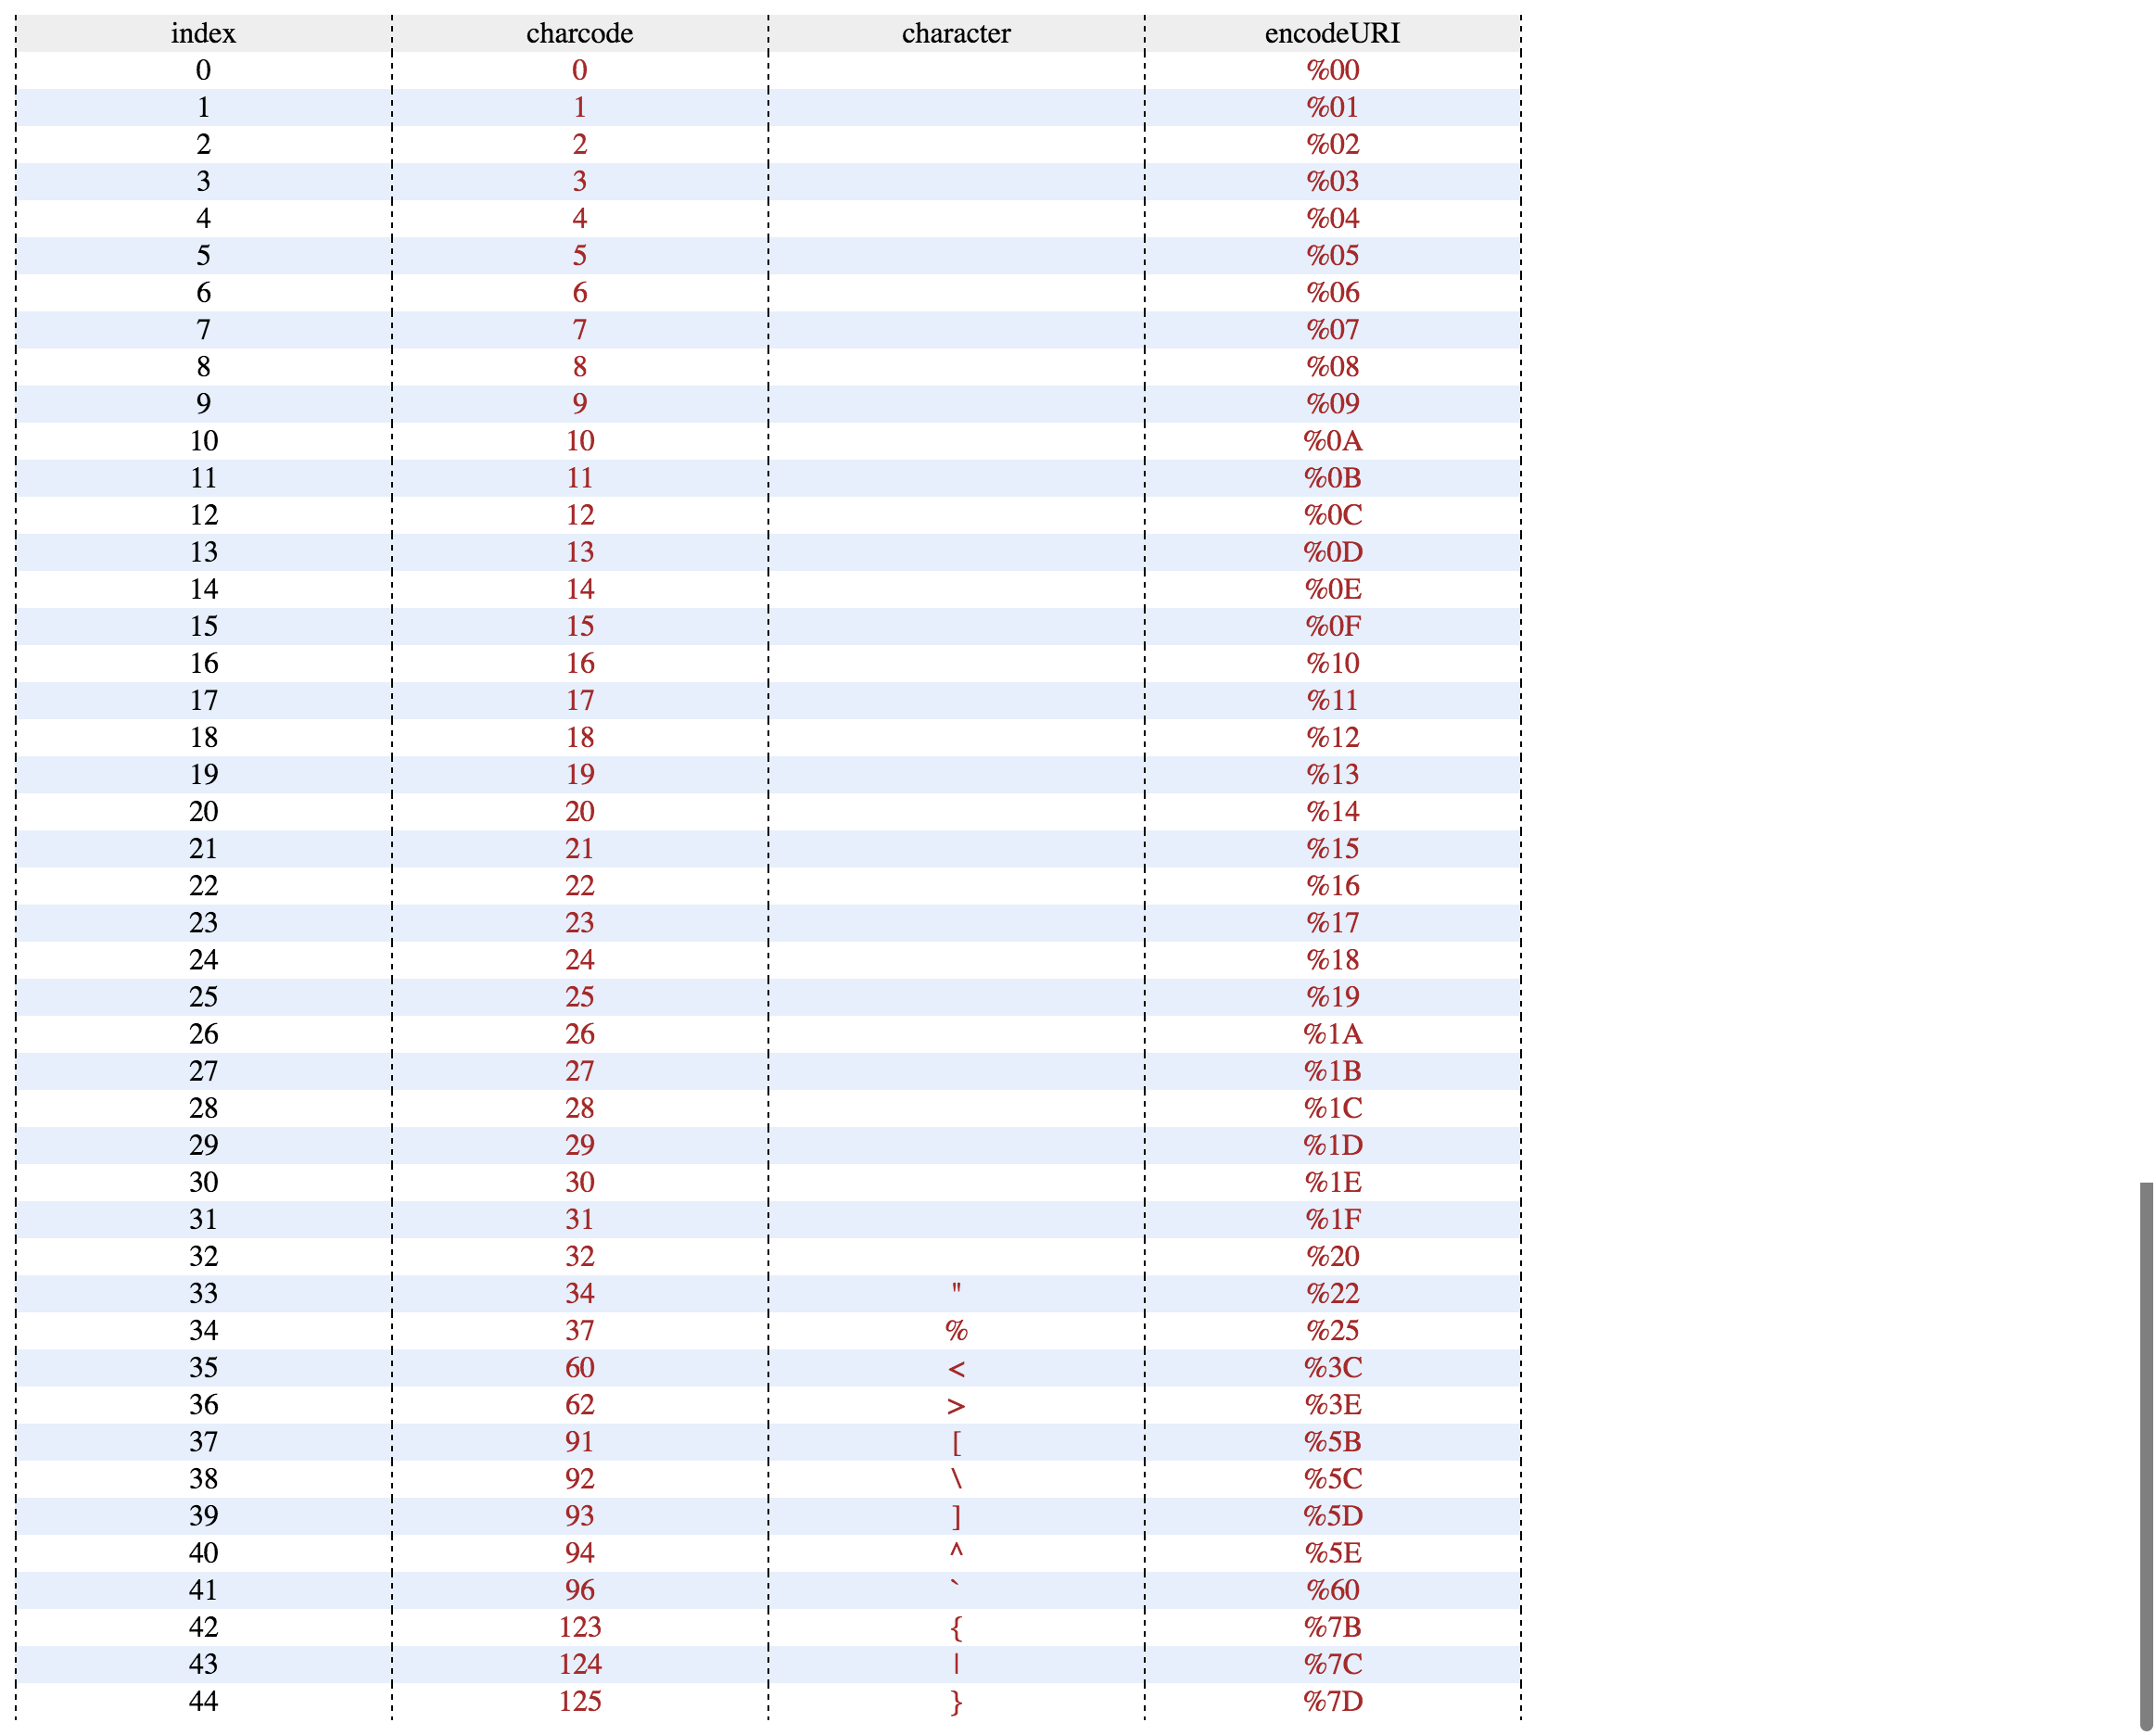 index charcode character encodeURI
0 0 %00
1 1 %01
2 2 %02
3 3 %03
4 4 %04
5 5 %05
6 6 %06
7 7 %07
8 8 %08
9 9 %09
10 10 %0A
11 11 %0B
12 12 %0C
13 13 %0D
14 14 %0E
15 15 %0F
16 16 %10
17 17 %11
18 18 %12
19 19 %13
20 20 %14
21 21 %15
22 22 %16
23 23 %17
24 24 %18
25 25 %19
26 26 %1A
27 27 %1B
28 28 %1C
29 29 %1D
30 30 %1E
31 31 %1F
32 32 %20
33 34 " %22
34 37 % %25
35 60 < %3C
36 62 > %3E
37 91 [ %5B
38 92 \ %5C
39 93 ] %5D
40 94 ^ %5E
41 96 ` %60
42 123 { %7B
43 124 | %7C
44 125 } %7D